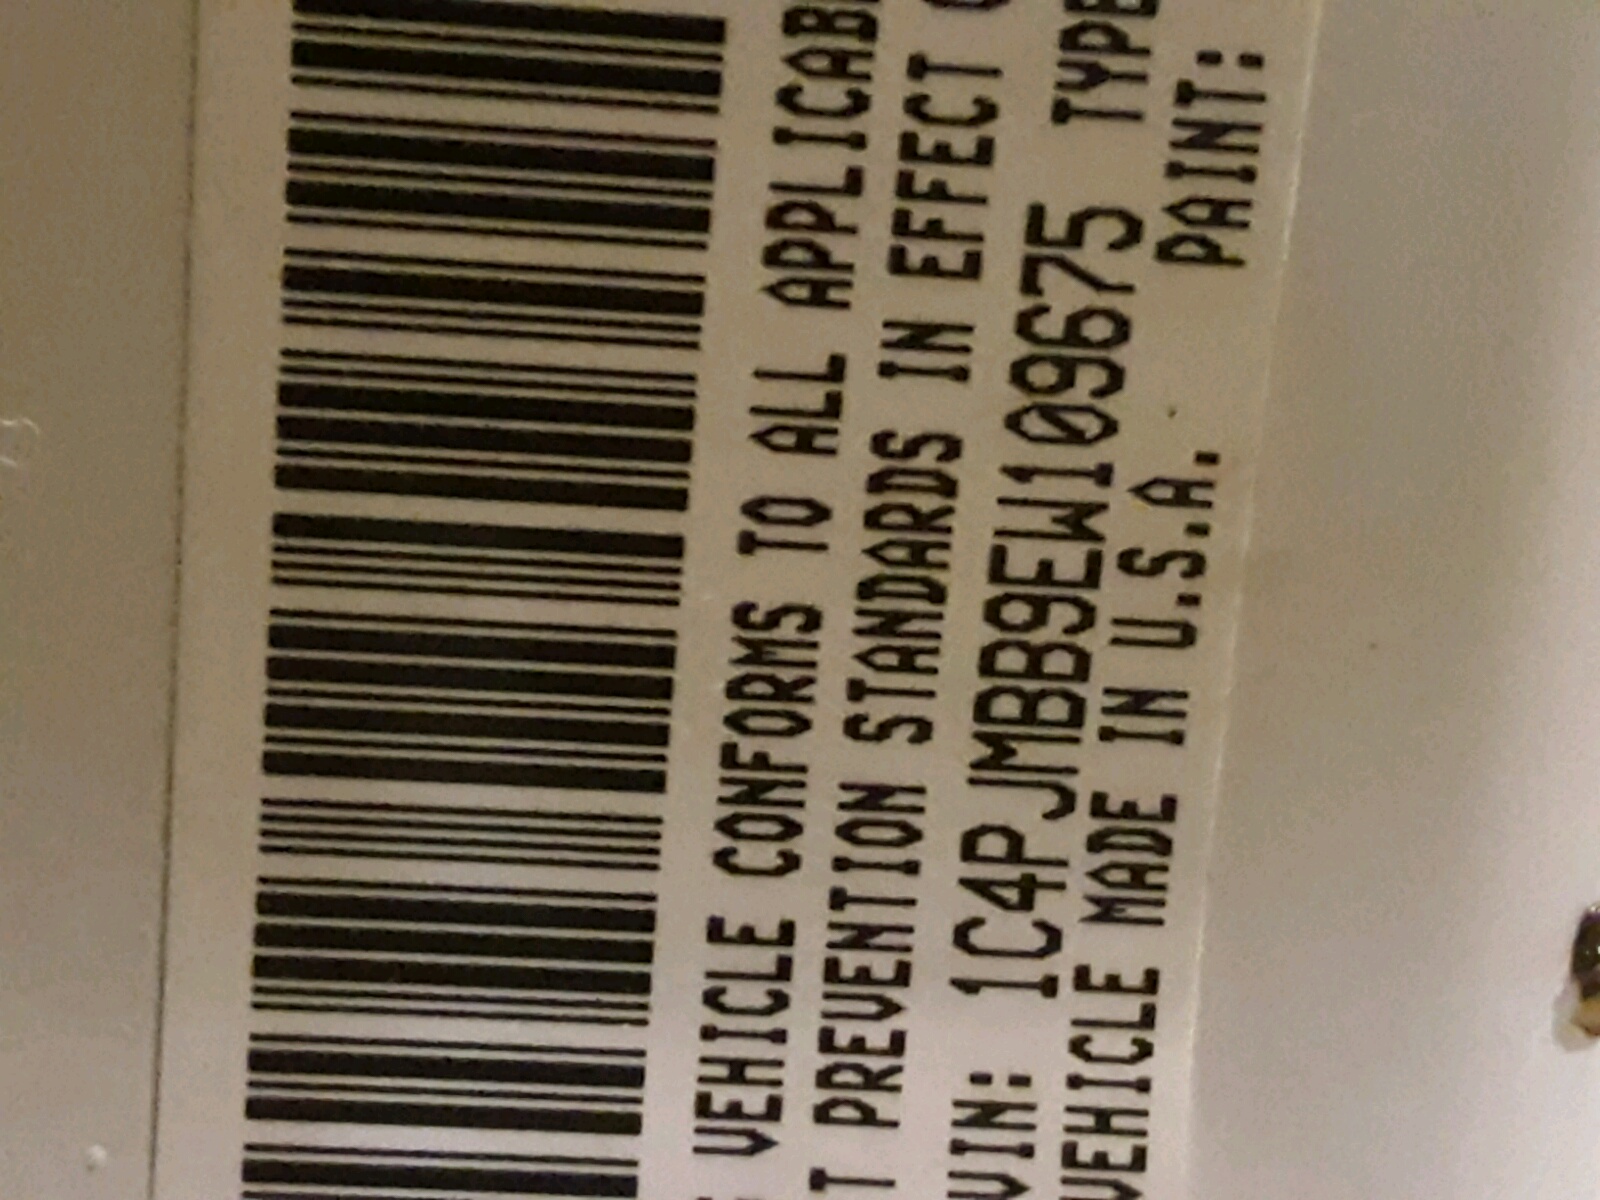 VEHICLE CONFORMS TO ALL APPLICAB
T PREVENTION STANDARDS IN EFFECT
VIN: 1C4PJMBB9EW109675 TYPE
VEHICLE MADE IN U.S.A. PAINT: